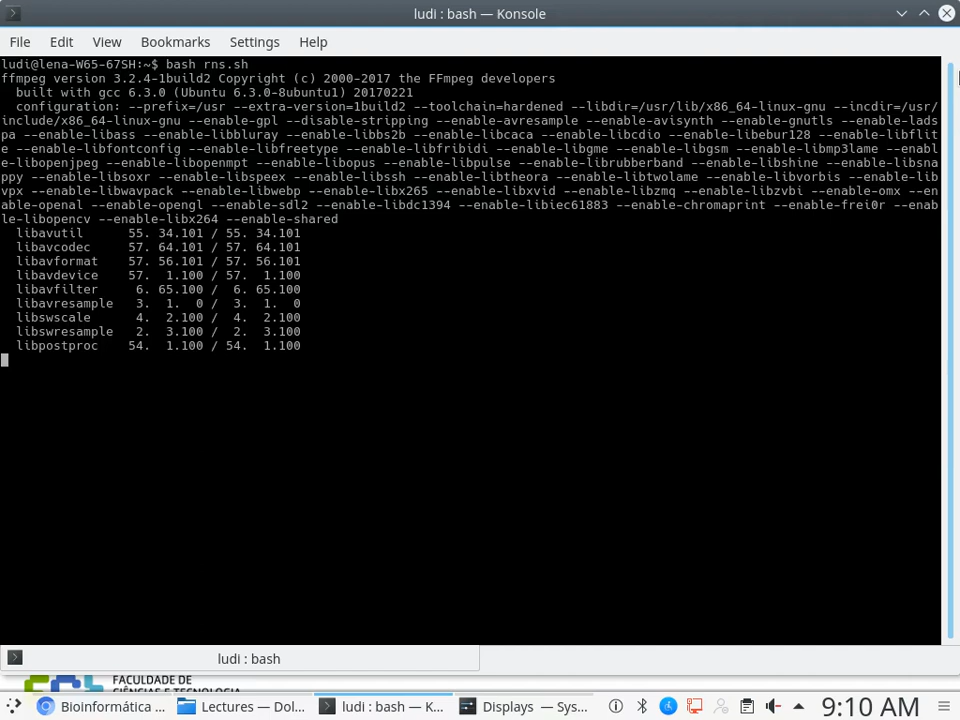 ludi : bash — Konsole
File Edit View Bookmarks Settings Help
ludi@lena-W65-67SH:~$ bash rns.sh
ffmpeg version 3.2.4-1build2 Copyright (c) 2000-2017 the FFmpeg developers
  built with gcc 6.3.0 (Ubuntu 6.3.0-8ubuntu1) 20170221
  configuration: --prefix=/usr --extra-version=1build2 --toolchain=hardened --libdir=/usr/lib/x86_64-linux-gnu --incdir=/usr/
include/x86_64-linux-gnu --enable-gpl --disable-stripping --enable-avresample --enable-avisynth --enable-gnutls --enable-lads
pa --enable-libass --enable-libbluray --enable-libbs2b --enable-libcaca --enable-libcdio --enable-libebur128 --enable-libflit
e --enable-libfontconfig --enable-libfreetype --enable-libfribidi --enable-libgme --enable-libgsm --enable-libmp3lame --enabl
e-libopenjpeg --enable-libopenmpt --enable-libopus --enable-libpulse --enable-librubberband --enable-libshine --enable-libsna
ppy --enable-libsoxr --enable-libspeex --enable-libssh --enable-libtheora --enable-libtwolame --enable-libvorbis --enable-lib
vpx --enable-libwavpack --enable-libwebp --enable-libx265 --enable-libxvid --enable-libzmq --enable-libzvbi --enable-omx --en
able-openal --enable-opengl --enable-sdl2 --enable-libdc1394 --enable-libiec61883 --enable-chromaprint --enable-frei0r --enab
le-libopencv --enable-libx264 --enable-shared
  libavutil      55. 34.101 / 55. 34.101
  libavcodec     57. 64.101 / 57. 64.101
  libavformat    57. 56.101 / 57. 56.101
  libavdevice    57.  1.100 / 57.  1.100
  libavfilter     6. 65.100 /  6. 65.100
  libavresample   3.  1.  0 /  3.  1.  0
  libswscale      4.  2.100 /  4.  2.100
  libswresample   2.  3.100 /  2.  3.100
  libpostproc    54.  1.100 / 54.  1.100
ludi : bash
FACULDADE DE
CIÊNCIAS E TECNOLOGIA
Bioinformática ... Lectures — Dol... ludi : bash — K... Displays — Sys... 9:10 AM